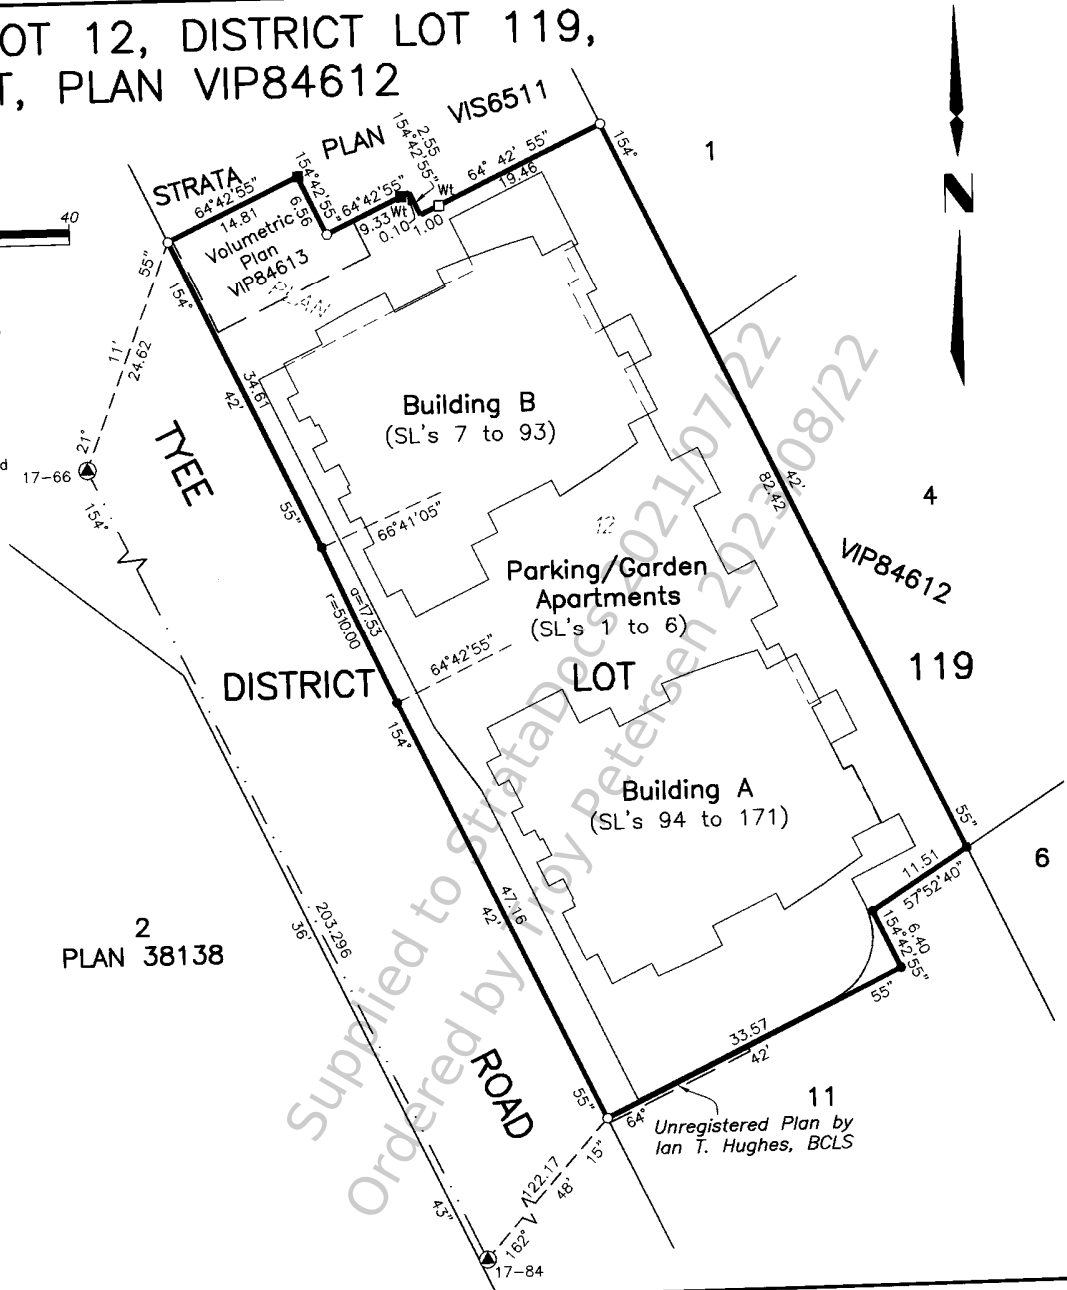 OT 12, DISTRICT LOT 119,
T, PLAN VIP84612
STRATA PLAN VIS6511
40
N
1
64°42'55"
14.81
154°42'55"
6.56
64°42'55"
9.33
Wt
0.10
154°42'55"
2.55
1.00
Wt
64° 42' 55"
19.46
154°
42'
55"
82.42
Volumetric
Plan
VIP84613
PLAN
55"
11'
24.62
21°
17-66
154°
154°
42'
34.61
55"
TYEE
Building B
(SL's 7 to 93)
66°41'05"
12
r=510.00
a=17.53
Parking/Garden
Apartments
(SL's 1 to 6)
64°42'55"
4
VIP84612
DISTRICT LOT 119
154°
42'
47.16
55"
Building A
(SL's 94 to 171)
11.51
57°52'40"
6
6.40
154°42'55"
2
PLAN 38138
36'
203.296
43"
ROAD
33.57
64°
42'
55"
11
Unregistered Plan by
Ian T. Hughes, BCLS
122.17
162°
48'
15"
17-84
Supplied to StrataDocs 2021/07/22
Ordered by Troy Petersen 2023/08/22